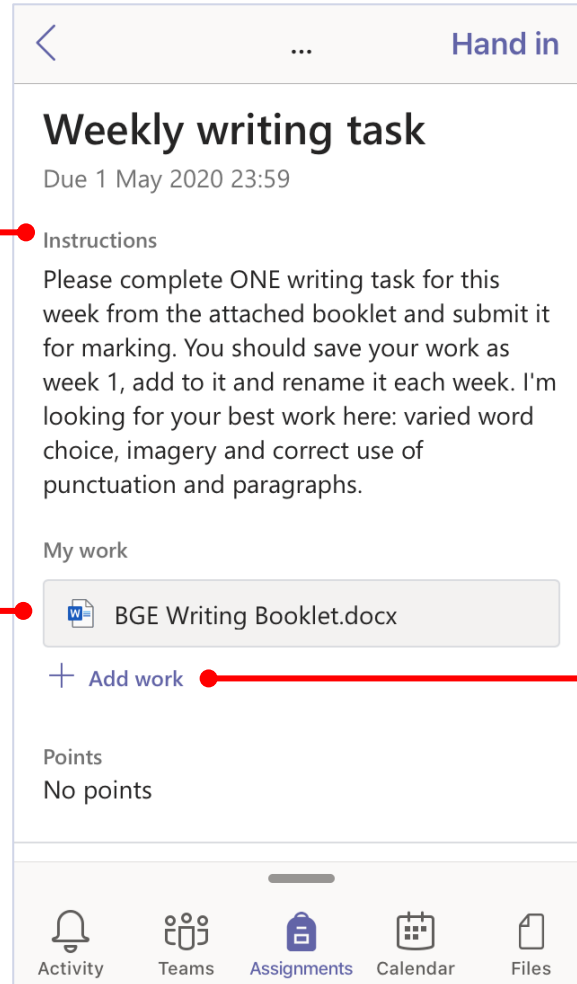 ... Hand in
Weekly writing task
Due 1 May 2020 23:59
Instructions
Please complete ONE writing task for this
week from the attached booklet and submit it
for marking. You should save your work as
week 1, add to it and rename it each week. I'm
looking for your best work here: varied word
choice, imagery and correct use of
punctuation and paragraphs.
My work
BGE Writing Booklet.docx
Add work
Points
No points
Activity Teams Assignments Calendar Files